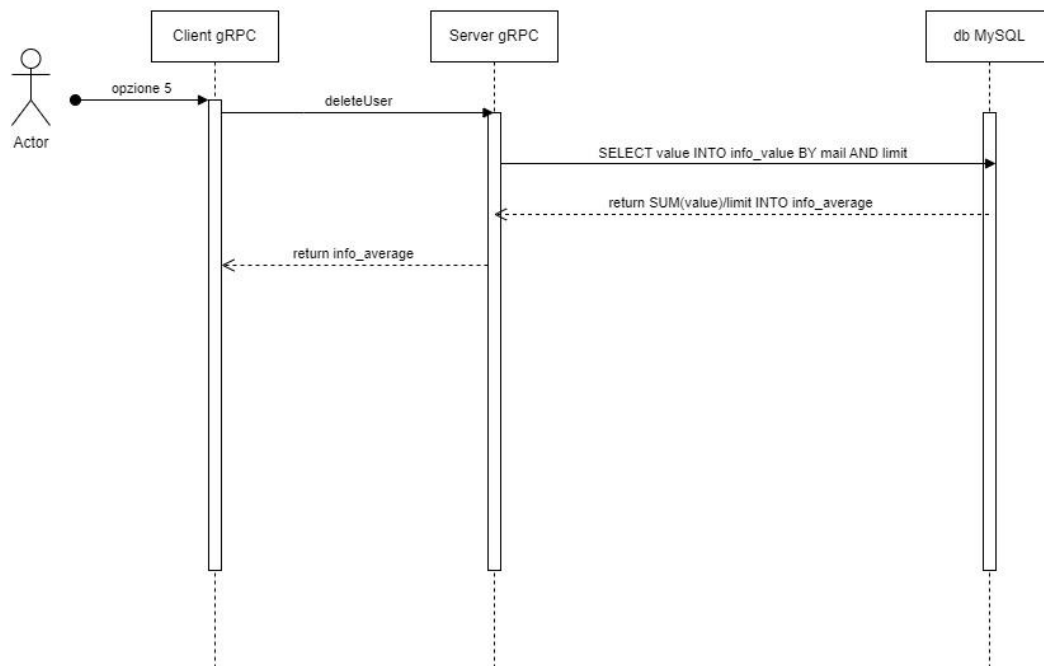 Client gRPC
Server gRPC
db MySQL
Actor
opzione 5
deleteUser
SELECT value INTO info_value BY mail AND limit
return SUM(value)/limit INTO info_average
return info_average